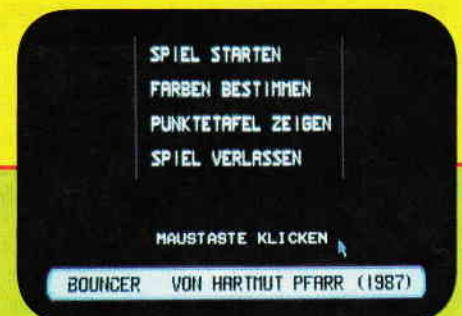 SPIEL STARTEN
FARBEN BESTIMMEN
PUNKTETAFEL ZEIGEN
SPIEL VERLASSEN
MAUSTASTE KLICKEN
BOUNCER VON HARTMUT PFARR (1987)